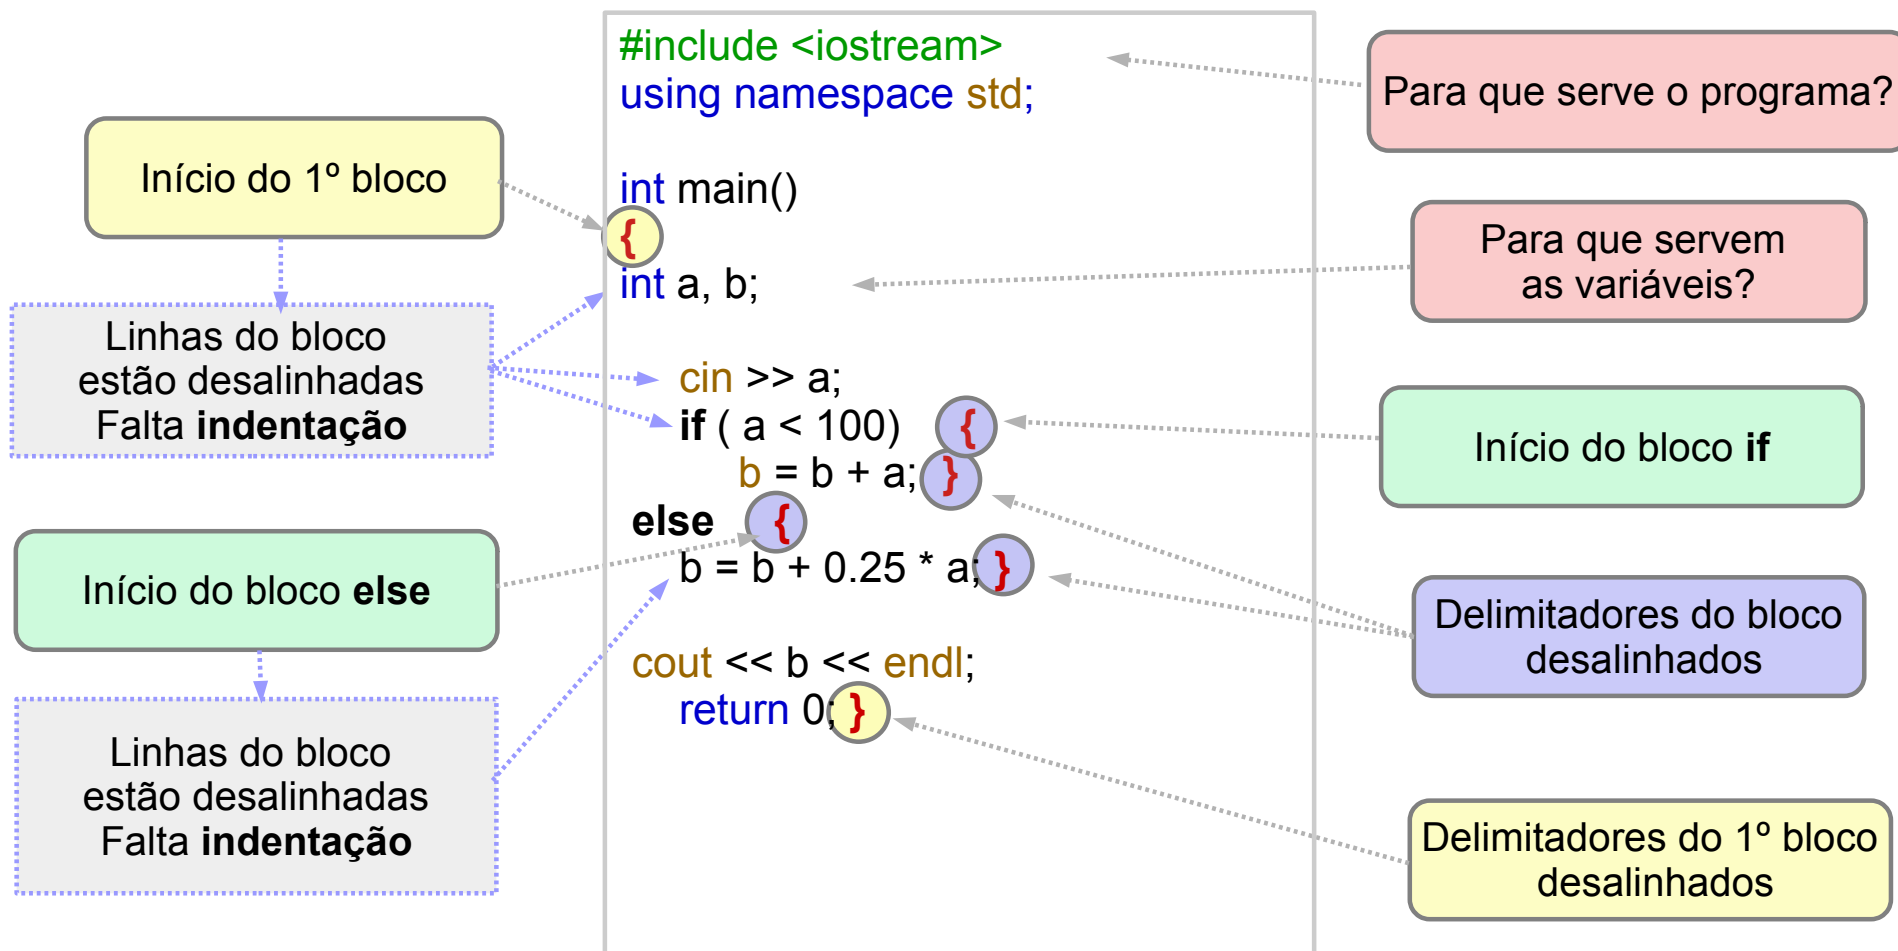 #include <iostream>
using namespace std;
int main()
{
int a, b;
cin >> a;
if ( a < 100) {
b = b + a; }
else {
b = b + 0.25 * a; }
cout << b << endl;
return 0; }
Início do 1º bloco
Linhas do bloco
estão desalinhadas
Falta indentação
Início do bloco else
Linhas do bloco
estão desalinhadas
Falta indentação
Para que serve o programa?
Para que servem
as variáveis?
Início do bloco if
Delimitadores do bloco
desalinhados
Delimitadores do 1º bloco
desalinhados